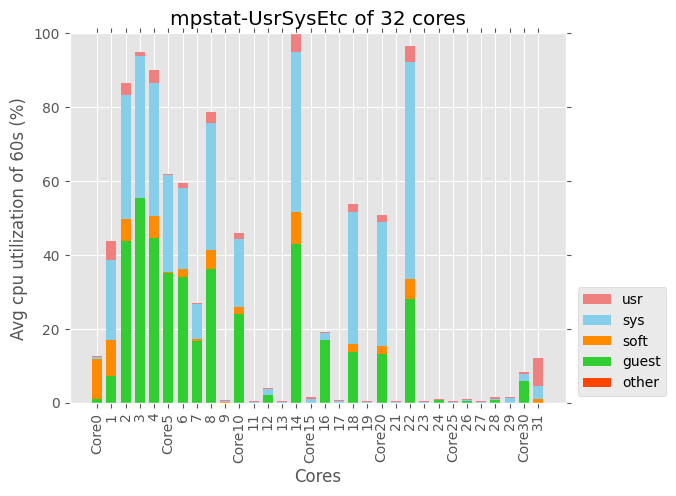 mpstat-UsrSysEtc of 32 cores
Avg cpu utilization of 60s (%)
100
80
60
40
20
0
Core0
1
2
3
4
Core5
6
7
8
9
Core10
11
12
13
14
Core15
16
17
18
19
Core20
21
22
23
24
Core25
26
27
28
29
Core30
31
Cores
usr
sys
soft
guest
other